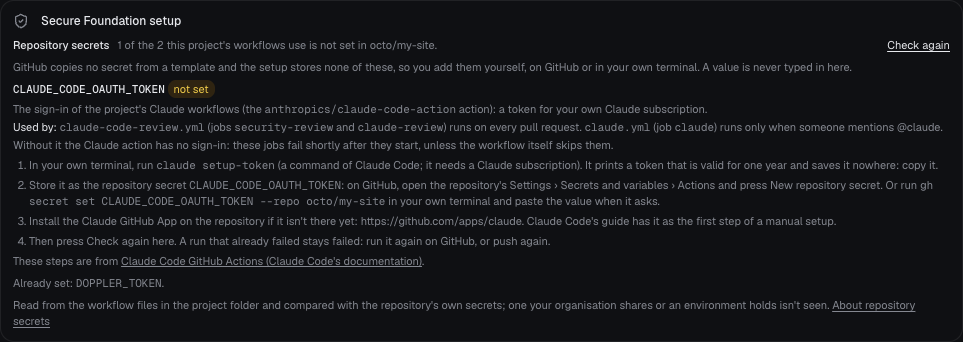 Secure Foundation setup
Repository secrets 1 of the 2 this project's workflows use is not set in octo/my-site. Check again
GitHub copies no secret from a template and the setup stores none of these, so you add them yourself, on GitHub or in your own terminal. A value is never typed in here.
CLAUDE_CODE_OAUTH_TOKEN not set
The sign-in of the project's Claude workflows (the anthropics/claude-code-action action): a token for your own Claude subscription.
Used by: claude-code-review.yml (jobs security-review and claude-review) runs on every pull request. claude.yml (job claude) runs only when someone mentions @claude.
Without it the Claude action has no sign-in: these jobs fail shortly after they start, unless the workflow itself skips them.
1. In your own terminal, run claude setup-token (a command of Claude Code; it needs a Claude subscription). It prints a token that is valid for one year and saves it nowhere: copy it.
2. Store it as the repository secret CLAUDE_CODE_OAUTH_TOKEN: on GitHub, open the repository's Settings › Secrets and variables › Actions and press New repository secret. Or run gh
secret set CLAUDE_CODE_OAUTH_TOKEN --repo octo/my-site in your own terminal and paste the value when it asks.
3. Install the Claude GitHub App on the repository if it isn't there yet: https://github.com/apps/claude. Claude Code's guide has it as the first step of a manual setup.
4. Then press Check again here. A run that already failed stays failed: run it again on GitHub, or push again.
These steps are from Claude Code GitHub Actions (Claude Code's documentation).
Already set: DOPPLER_TOKEN.
Read from the workflow files in the project folder and compared with the repository's own secrets; one your organisation shares or an environment holds isn't seen. About repository
secrets